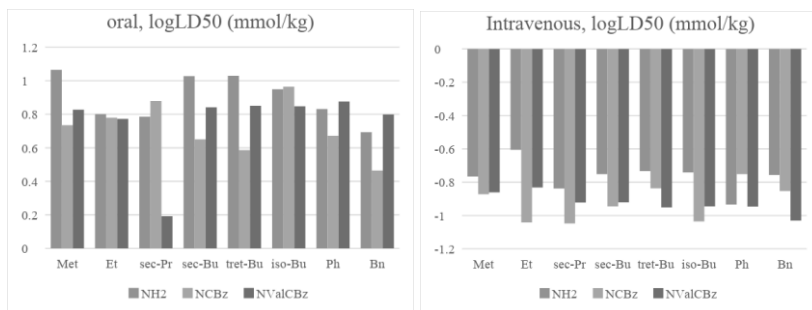 oral, logLD50 (mmol/kg)
1.2
1
0.8
0.6
0.4
0.2
0
Met Et sec-Pr sec-Bu tret-Bu iso-Bu Ph Bn
NH2 NCBz NValCBz
Intravenous, logLD50 (mmol/kg)
0
-0.2
-0.4
-0.6
-0.8
-1
-1.2
Met Et sec-Pr sec-Bu tret-Bu iso-Bu Ph Bn
NH2 NCBz NValCBz